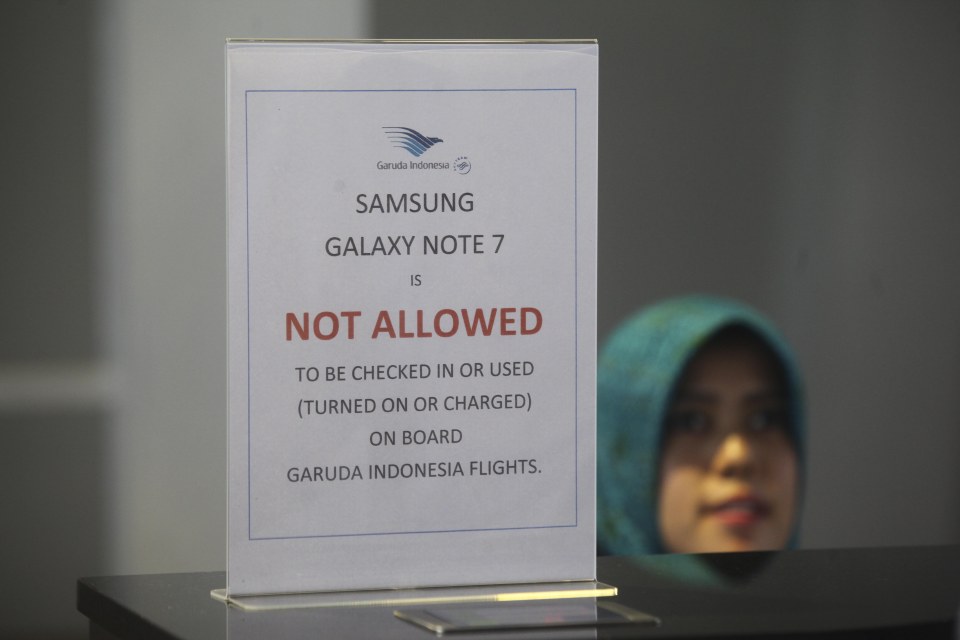 Garuda Indonesia
SAMSUNG
GALAXY NOTE 7
IS
NOT ALLOWED
TO BE CHECKED IN OR USED
(TURNED ON OR CHARGED)
ON BOARD
GARUDA INDONESIA FLIGHTS.